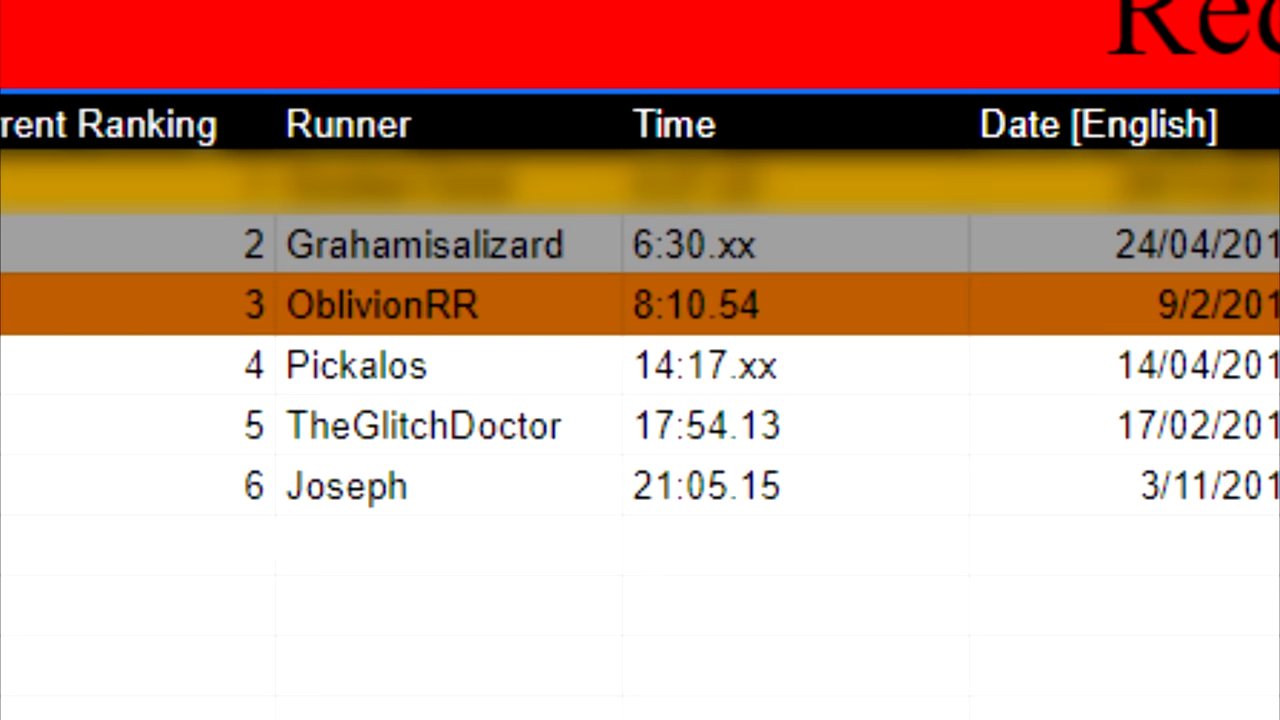 Rec
rent Ranking Runner Time Date [English]
2 Grahamisalizard 6:30.xx 24/04/201
3 OblivionRR 8:10.54 9/2/201
4 Pickalos 14:17.xx 14/04/201
5 TheGlitchDoctor 17:54.13 17/02/201
6 Joseph 21:05.15 3/11/201